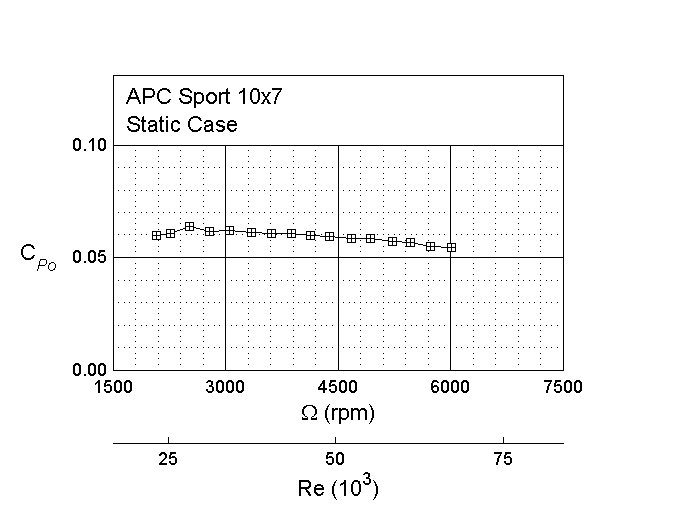 APC Sport 10x7
Static Case
0.10
C_Po 0.05
0.00
1500 3000 4500 6000 7500
Ω (rpm)
25 50 75
Re (10³)